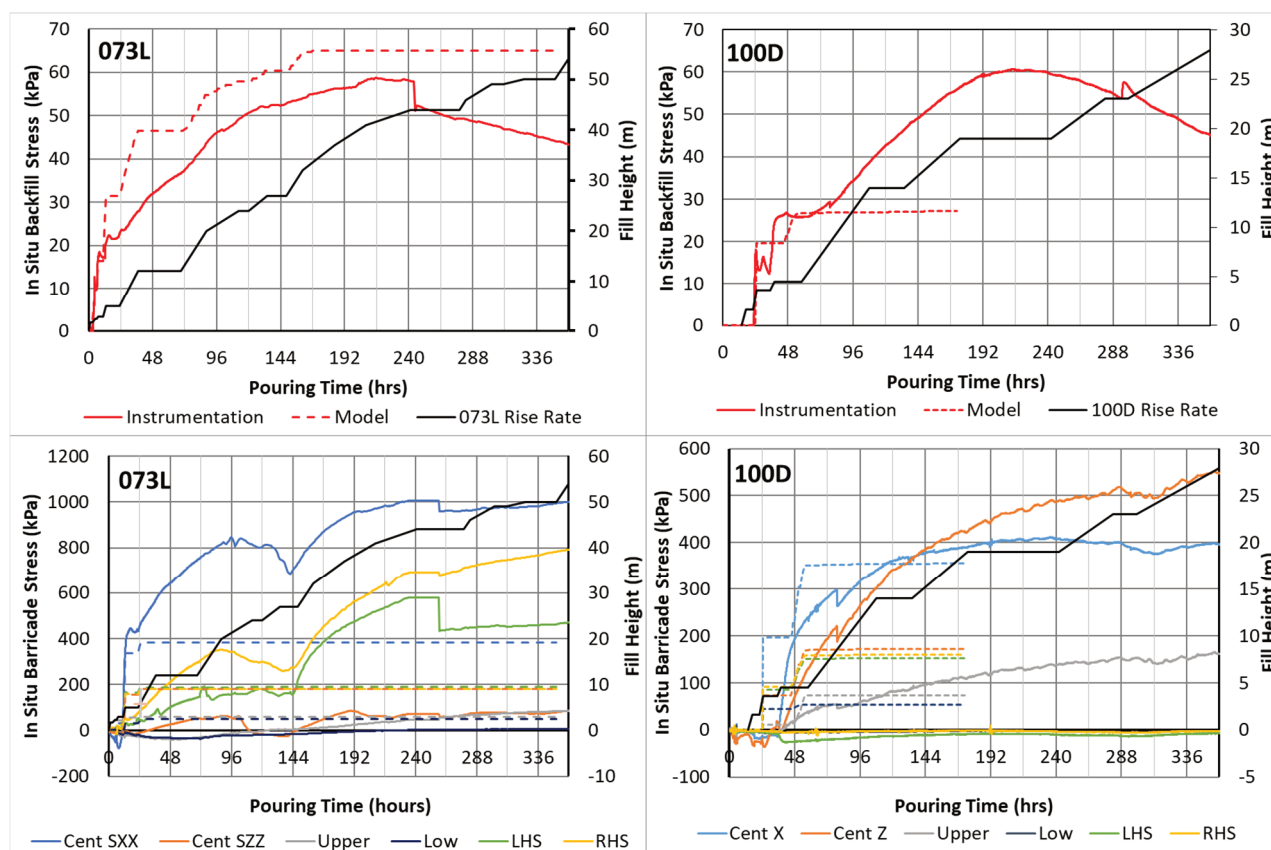 073L
In Situ Backfill Stress (kPa)
70
60
50
40
30
20
10
0
60
50
40
30
20
10
0
Fill Height (m)
0 48 96 144 192 240 288 336
Pouring Time (hrs)
Instrumentation Model 073L Rise Rate
100D
In Situ Backfill Stress (kPa)
70
60
50
40
30
20
10
0
30
25
20
15
10
5
0
Fill Height (m)
0 48 96 144 192 240 288 336
Pouring Time (hrs)
Instrumentation Model 100D Rise Rate
073L
In Situ Barricade Stress (kPa)
1200
1000
800
600
400
200
0
-200
60
50
40
30
20
10
0
-10
Fill Height (m)
0 48 96 144 192 240 288 336
Pouring Time (hours)
Cent SXX Cent SZZ Upper Low LHS RHS
100D
In Situ Barricade Stress (kPa)
600
500
400
300
200
100
0
-100
30
25
20
15
10
5
0
-5
Fill Height (m)
0 48 96 144 192 240 288 336
Pouring Time (hrs)
Cent X Cent Z Upper Low LHS RHS